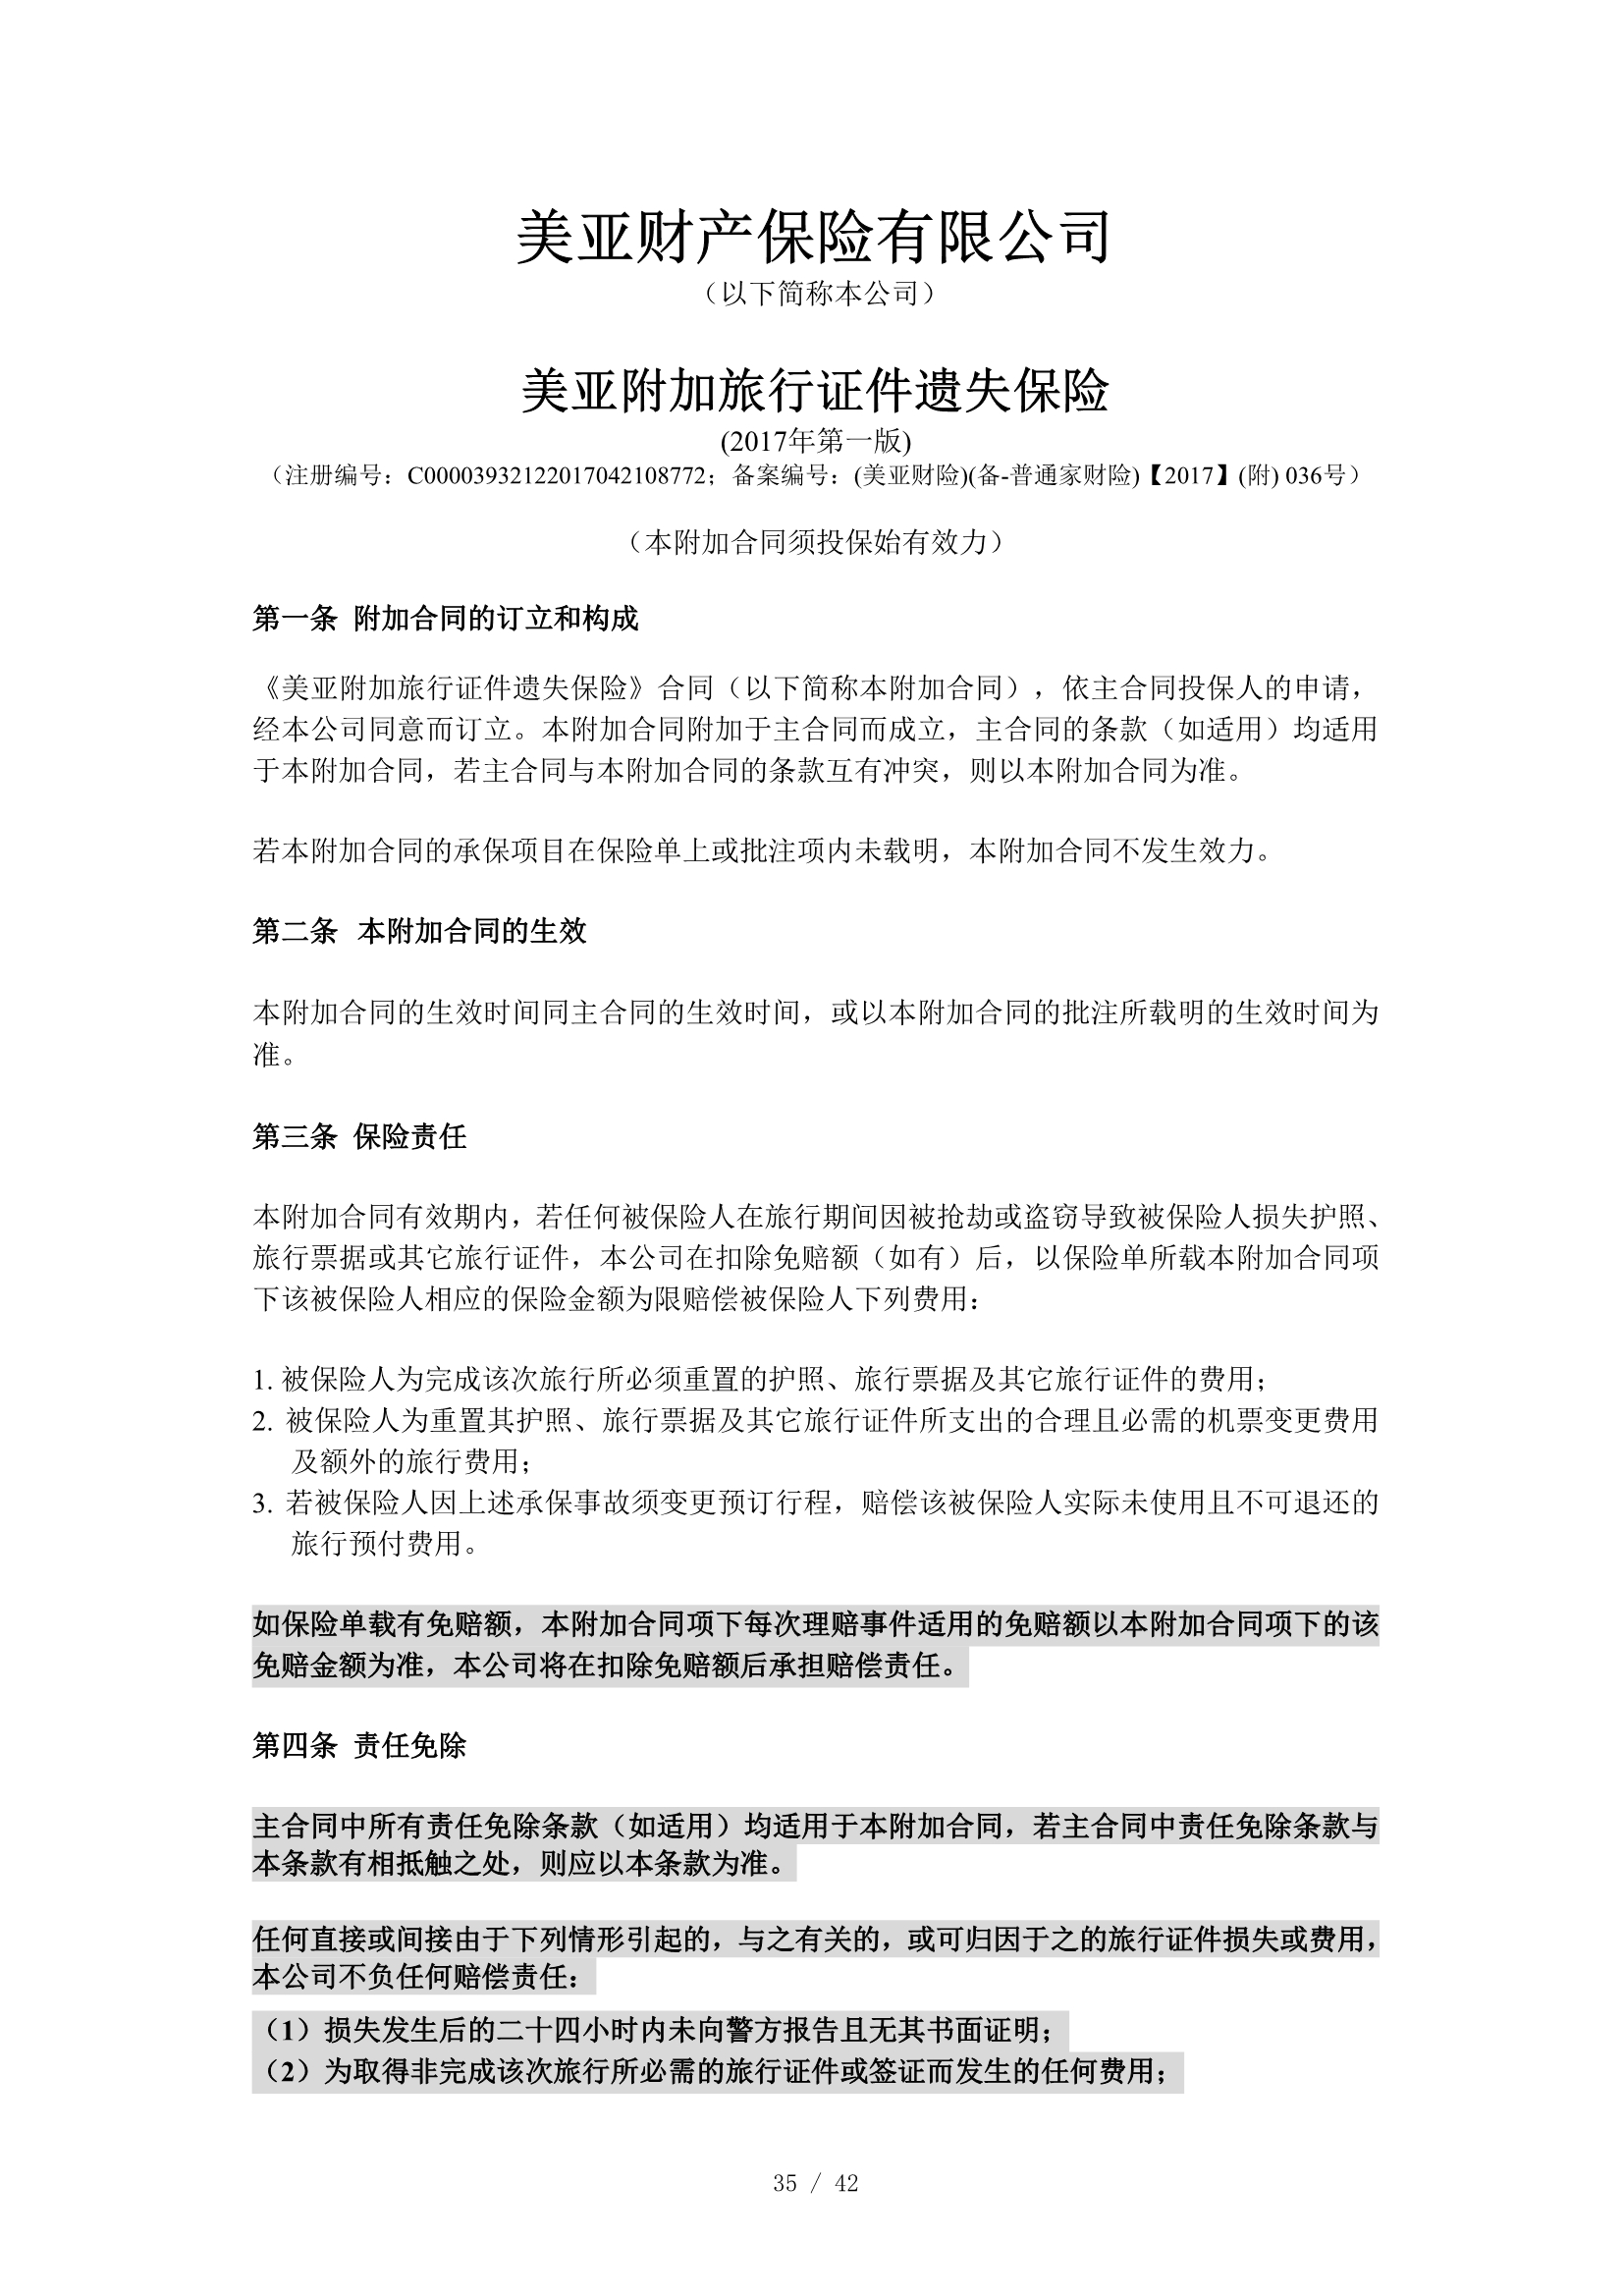 美亚财产保险有限公司
（以下简称本公司）
美亚附加旅行证件遗失保险
(2017年第一版)
（注册编号：C00003932122017042108772；备案编号：(美亚财险)(备-普通家财险)【2017】(附) 036号）
（本附加合同须投保始有效力）
第一条 附加合同的订立和构成
《美亚附加旅行证件遗失保险》合同（以下简称本附加合同），依主合同投保人的申请，
经本公司同意而订立。本附加合同附加于主合同而成立，主合同的条款（如适用）均适用
于本附加合同，若主合同与本附加合同的条款互有冲突，则以本附加合同为准。
若本附加合同的承保项目在保险单上或批注项内未载明，本附加合同不发生效力。
第二条 本附加合同的生效
本附加合同的生效时间同主合同的生效时间，或以本附加合同的批注所载明的生效时间为
准。
第三条 保险责任
本附加合同有效期内，若任何被保险人在旅行期间因被抢劫或盗窃导致被保险人损失护照、
旅行票据或其它旅行证件，本公司在扣除免赔额（如有）后，以保险单所载本附加合同项
下该被保险人相应的保险金额为限赔偿被保险人下列费用：
1. 被保险人为完成该次旅行所必须重置的护照、旅行票据及其它旅行证件的费用；
2. 被保险人为重置其护照、旅行票据及其它旅行证件所支出的合理且必需的机票变更费用
及额外的旅行费用；
3. 若被保险人因上述承保事故须变更预订行程，赔偿该被保险人实际未使用且不可退还的
旅行预付费用。
如保险单载有免赔额，本附加合同项下每次理赔事件适用的免赔额以本附加合同项下的该
免赔金额为准，本公司将在扣除免赔额后承担赔偿责任。
第四条 责任免除
主合同中所有责任免除条款（如适用）均适用于本附加合同，若主合同中责任免除条款与
本条款有相抵触之处，则应以本条款为准。
任何直接或间接由于下列情形引起的，与之有关的，或可归因于之的旅行证件损失或费用，
本公司不负任何赔偿责任：
（1）损失发生后的二十四小时内未向警方报告且无其书面证明；
（2）为取得非完成该次旅行所必需的旅行证件或签证而发生的任何费用；
35 / 42